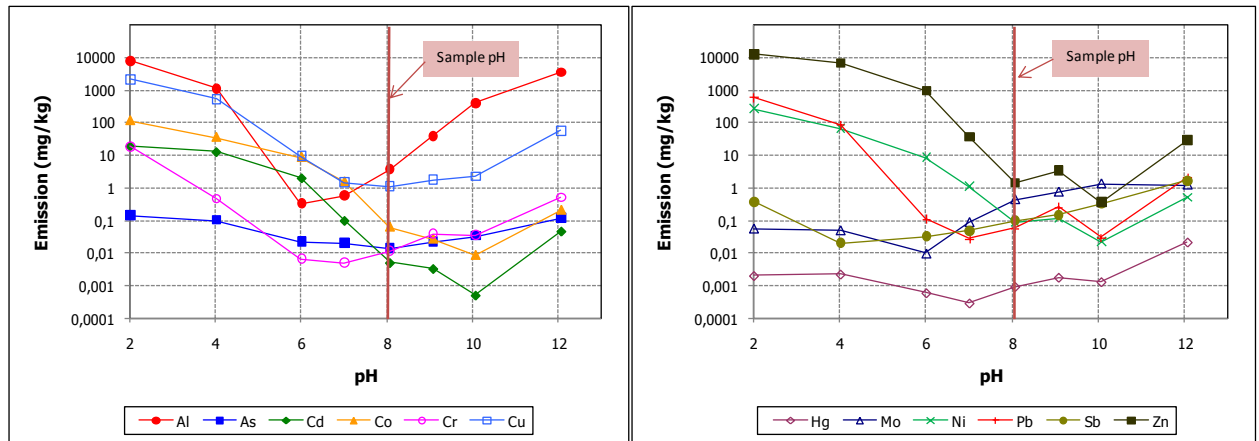 10000
1000
100
10
1
0,1
0,01
0,001
0,0001
Emission (mg/kg)
Sample pH
2 4 6 8 10 12
pH
Al As Cd Co Cr Cu
10000
1000
100
10
1
0,1
0,01
0,001
0,0001
Emission (mg/kg)
Sample pH
2 4 6 8 10 12
pH
Hg Mo Ni Pb Sb Zn